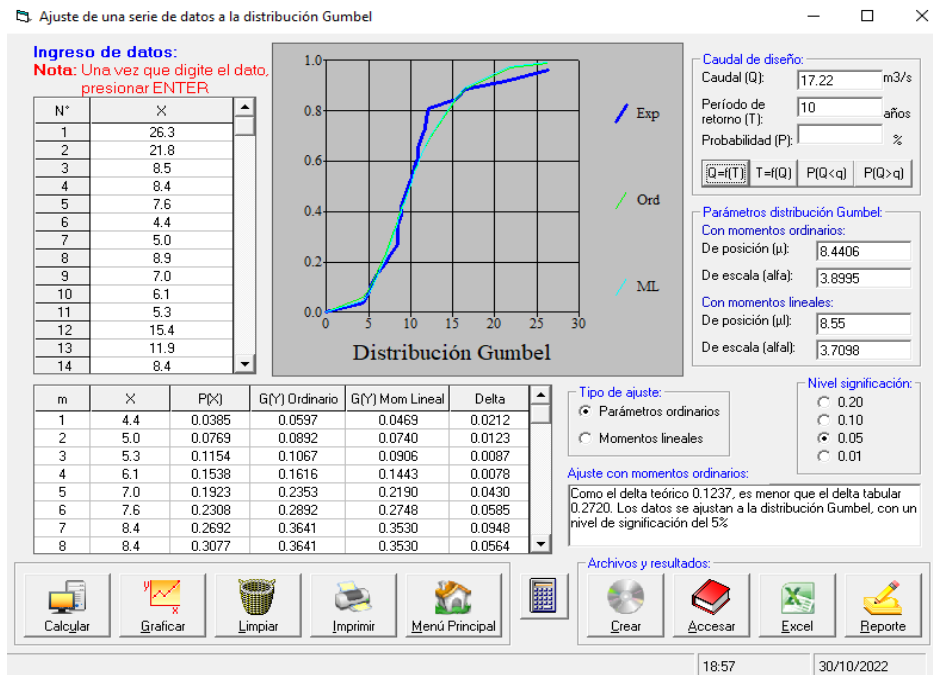 Ajuste de una serie de datos a la distribución Gumbel
Ingreso de datos:
Nota: Una vez que digite el dato,
presionar ENTER
N° X
1 26.3
2 21.8
3 8.5
4 8.4
5 7.6
6 4.4
7 5.0
8 8.9
9 7.0
10 6.1
11 5.3
12 15.4
13 11.9
14 8.4
1.0
0.8
0.6
0.4
0.2
0.0
0 5 10 15 20 25 30
Distribución Gumbel
Exp
Ord
ML
Caudal de diseño:
Caudal (Q): 17.22 m3/s
Período de
retorno (T): 10 años
Probabilidad (P): %
Q=f(T) T=f(Q) P(Q<q) P(Q>q)
Parámetros distribución Gumbel:
Con momentos ordinarios:
De posición (µ): 8.4406
De escala (alfa): 3.8995
Con momentos lineales:
De posición (µl): 8.55
De escala (alfal): 3.7098
m X P(X) G(Y) Ordinario G(Y) Mom Lineal Delta
1 4.4 0.0385 0.0597 0.0469 0.0212
2 5.0 0.0769 0.0892 0.0740 0.0123
3 5.3 0.1154 0.1067 0.0906 0.0087
4 6.1 0.1538 0.1616 0.1443 0.0078
5 7.0 0.1923 0.2353 0.2190 0.0430
6 7.6 0.2308 0.2892 0.2748 0.0585
7 8.4 0.2692 0.3641 0.3530 0.0948
8 8.4 0.3077 0.3641 0.3530 0.0564
Tipo de ajuste:
Parámetros ordinarios
Momentos lineales
Nivel significación:
0.20
0.10
0.05
0.01
Ajuste con momentos ordinarios:
Como el delta teórico 0.1237, es menor que el delta tabular
0.2720. Los datos se ajustan a la distribución Gumbel, con un
nivel de significación del 5%
Calcular Graficar Limpiar Imprimir Menú Principal
Archivos y resultados:
Crear Accesar Excel Reporte
18:57 30/10/2022